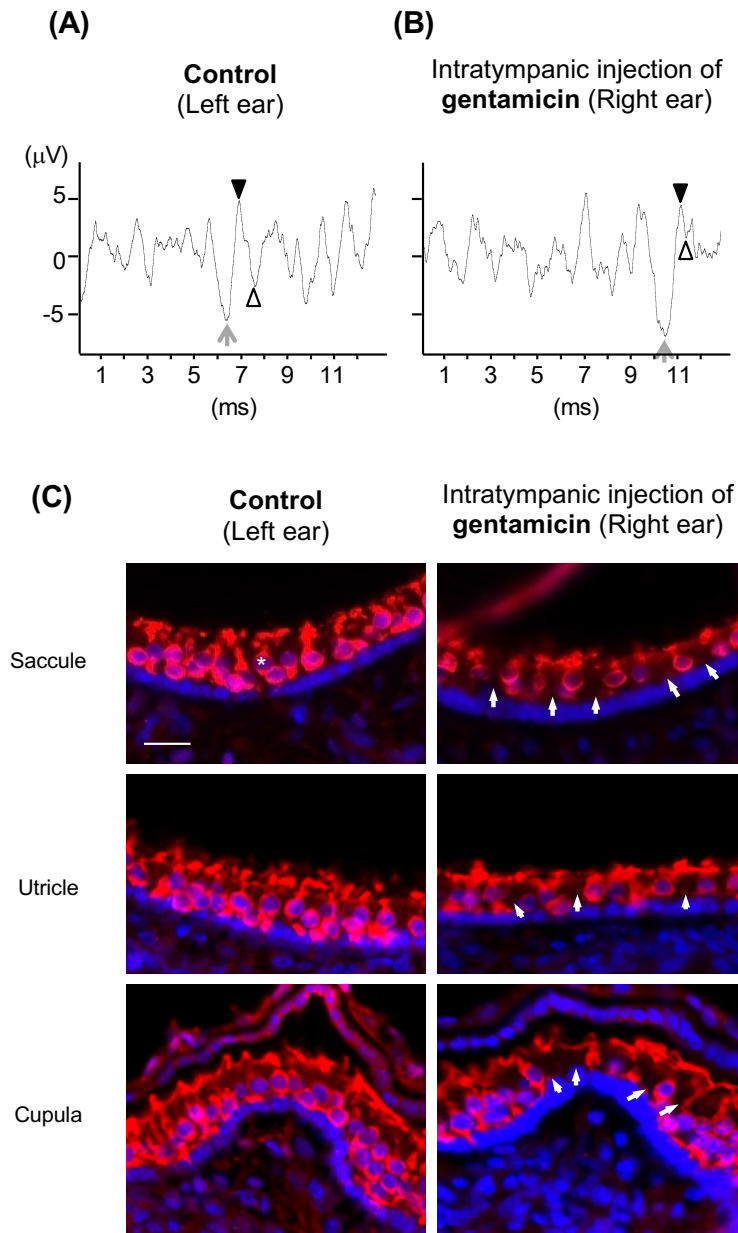 (A)
Control
(Left ear)
(B)
Intratympanic injection of
gentamicin (Right ear)
(μV)
5
0
-5
1 3 5 7 9 11
(ms)
1 3 5 7 9 11
(ms)
(C)
Control
(Left ear)
Intratympanic injection of
gentamicin (Right ear)
Saccule
*
Utricle
Cupula